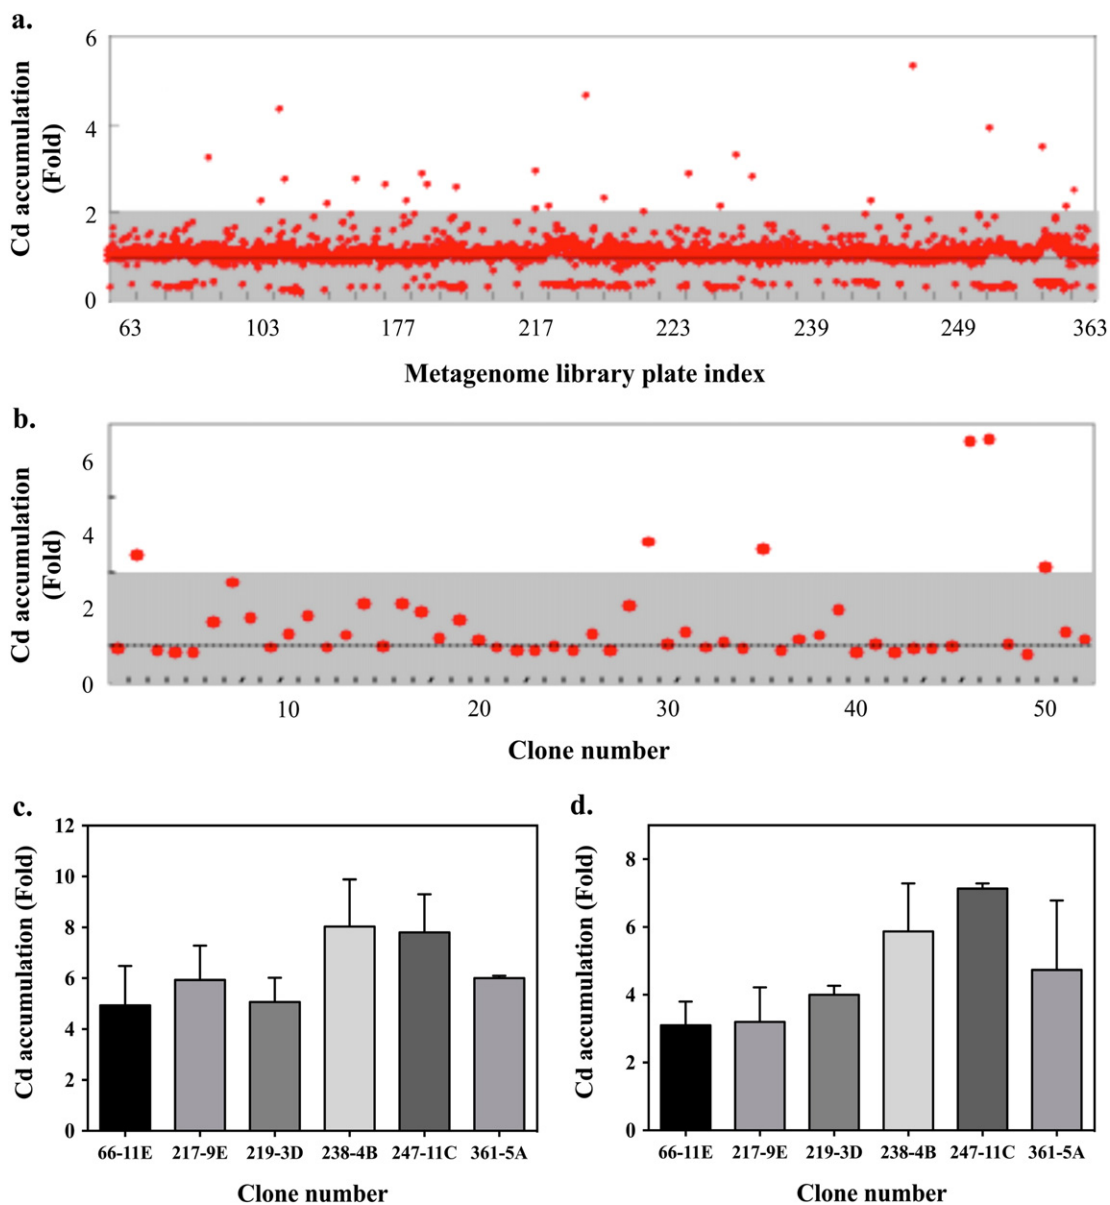 a.
Cd accumulation
(Fold)
6
4
2
0
63 103 177 217 223 239 249 363
Metagenome library plate index
b.
Cd accumulation
(Fold)
6
4
2
0
10 20 30 40 50
Clone number
c.
Cd accumulation (Fold)
12
10
8
6
4
2
0
66-11E 217-9E 219-3D 238-4B 247-11C 361-5A
Clone number
d.
Cd accumulation (Fold)
8
6
4
2
0
66-11E 217-9E 219-3D 238-4B 247-11C 361-5A
Clone number